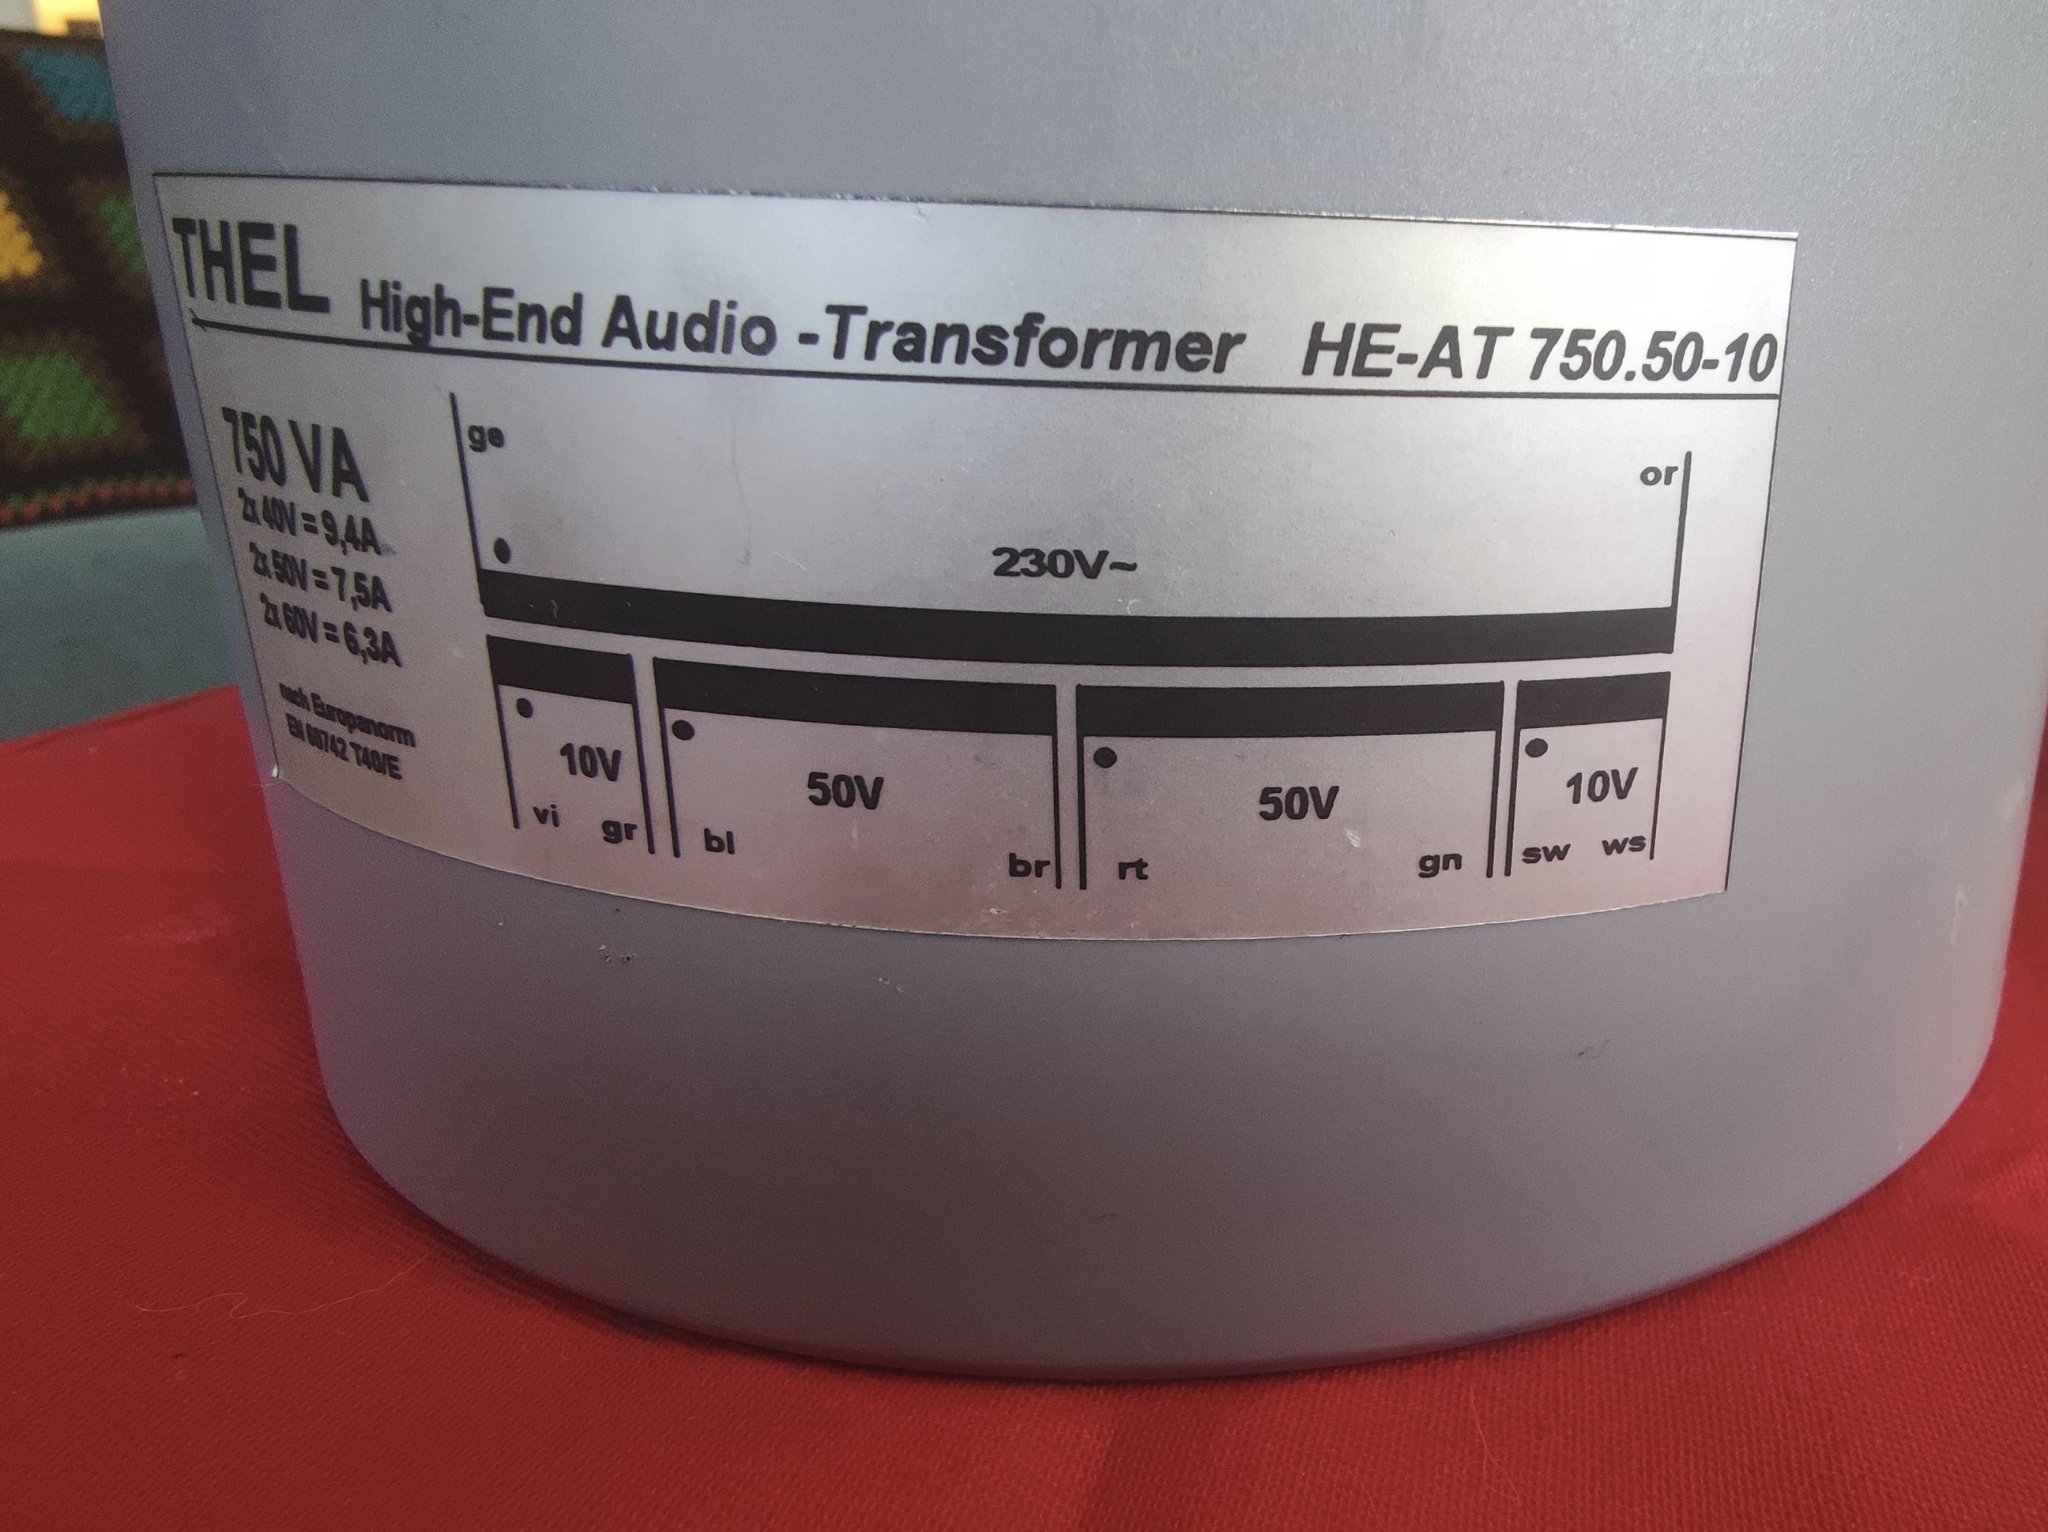 THEL High-End Audio -Transformer HE-AT 750.50-10
750 VA
2x 40V = 9,4A
2x 50V = 7,5A
2x 60V = 6,3A
nach Europanorm
EN 60742 T40/E
ge
or
230V~
10V
50V
50V
10V
vi gr bl br rt gn sw ws